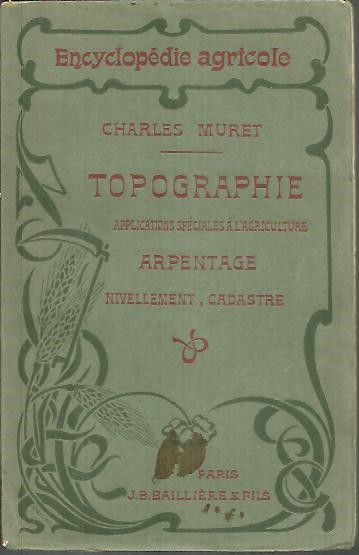 Encyclopédie agricole
CHARLES MURET
TOPOGRAPHIE
APPLICATIONS SPÉCIALES À L'AGRICULTURE
ARPENTAGE
NIVELLEMENT, CADASTRE
PARIS
J. B. BAILLIÈRE & FILS